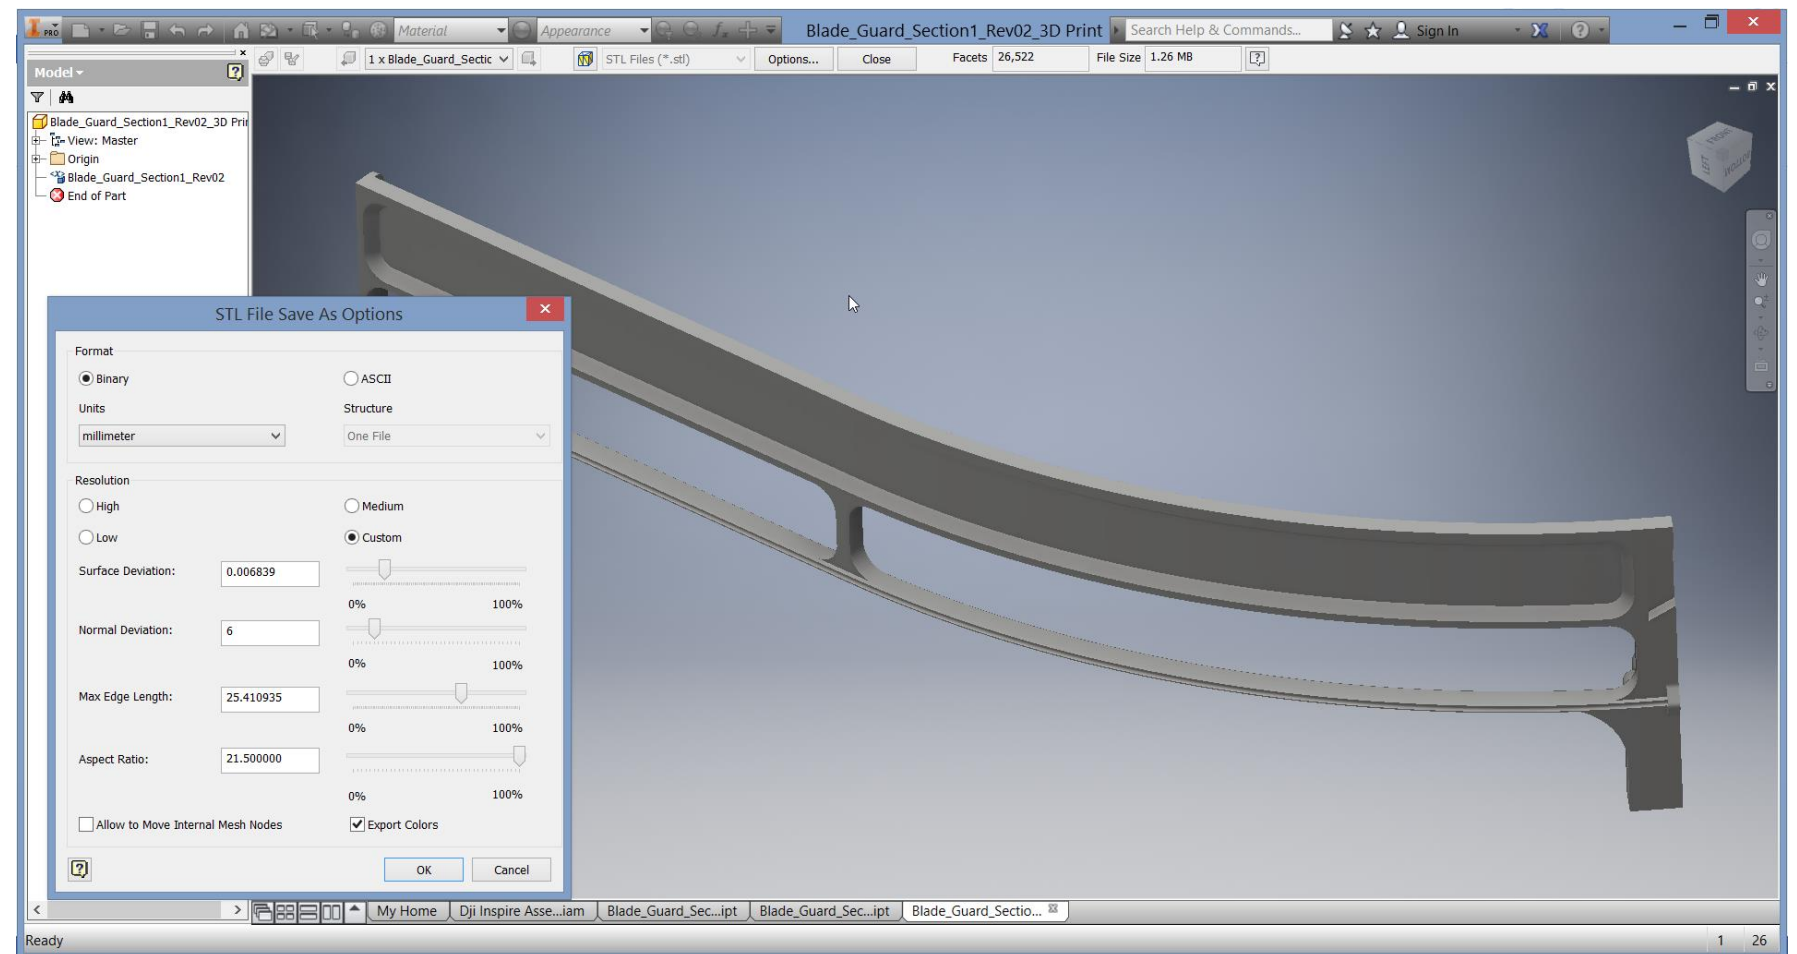 PRO
Material
Appearance
Blade_Guard_Section1_Rev02_3D Print
Search Help & Commands...
Sign In
Model
1 x Blade_Guard_Sectic
STL Files (*.stl)
Options...
Close
Facets 26,522
File Size 1.26 MB
Blade_Guard_Section1_Rev02_3D Prin
View: Master
Origin
Blade_Guard_Section1_Rev02
End of Part
FRONT
LEFT
BOTTOM
STL File Save As Options
Format
Binary
ASCII
Units
Structure
millimeter
One File
Resolution
High
Medium
Low
Custom
Surface Deviation: 0.006839
0% 100%
Normal Deviation: 6
0% 100%
Max Edge Length: 25.410935
0% 100%
Aspect Ratio: 21.500000
0% 100%
Allow to Move Internal Mesh Nodes
Export Colors
OK
Cancel
My Home
Dji Inspire Asse...iam
Blade_Guard_Sec...ipt
Blade_Guard_Sec...ipt
Blade_Guard_Sectio...
Ready
1 26